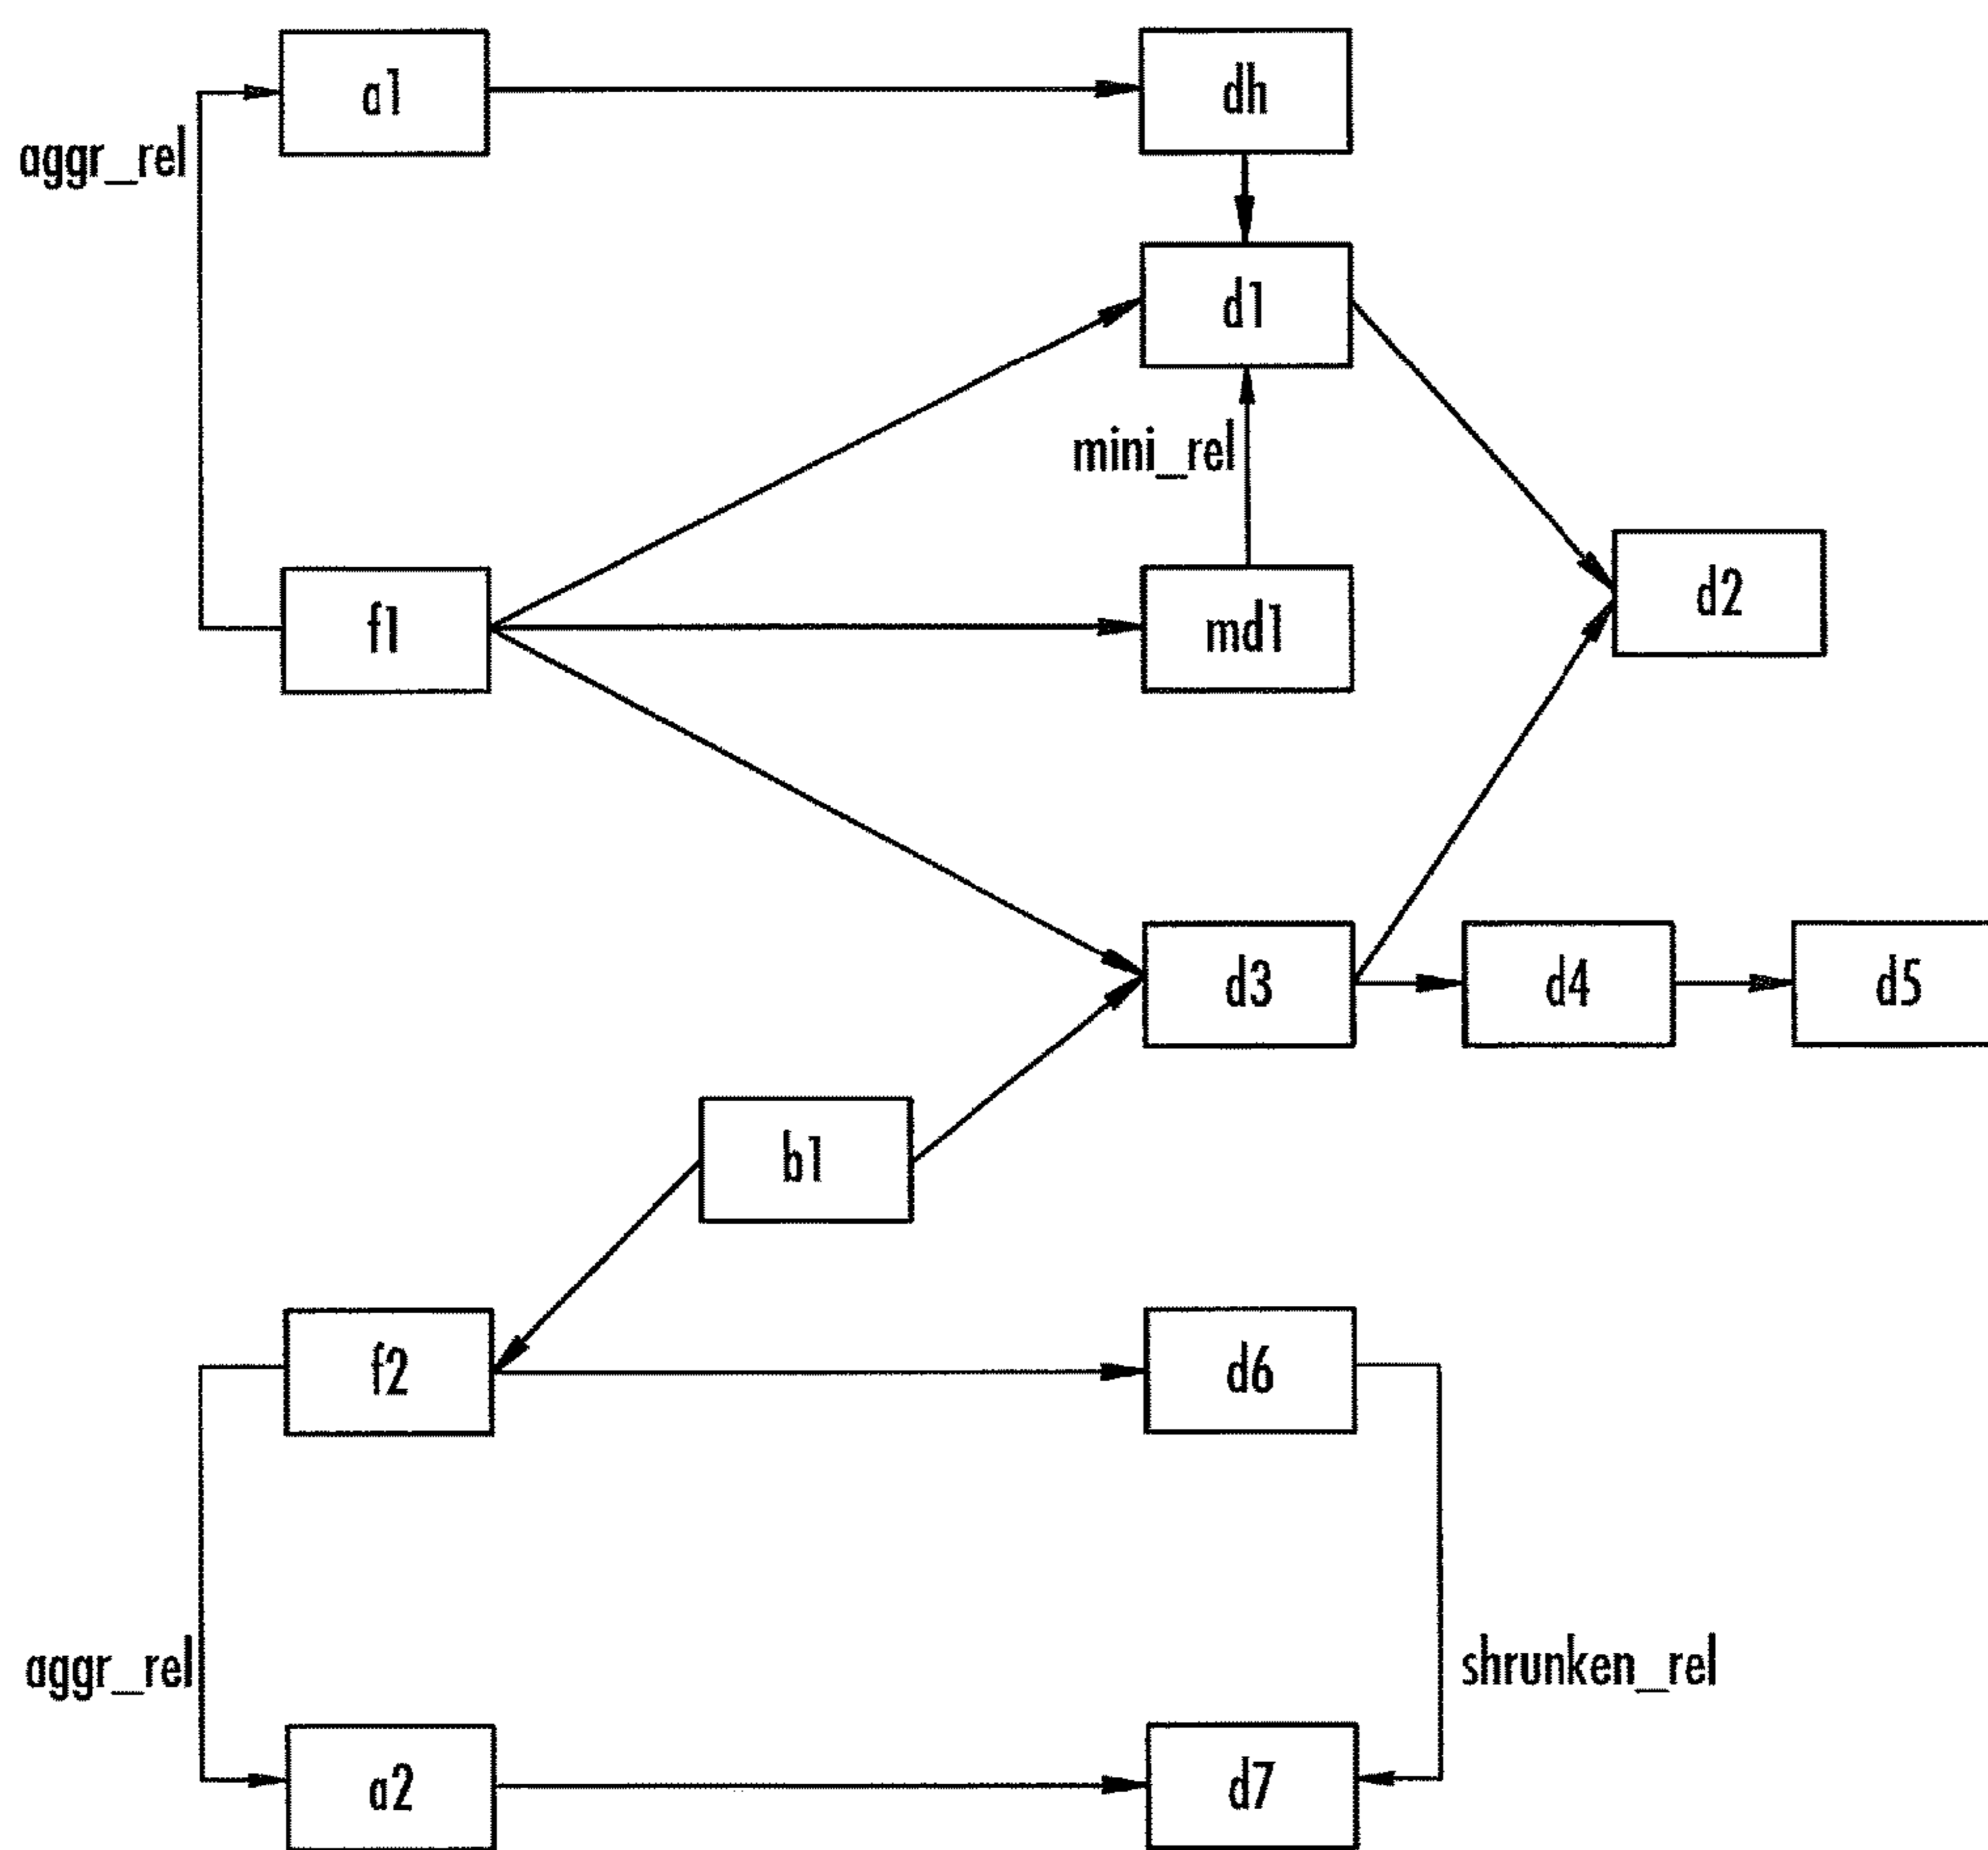 a1
dh
aggr_rel
d1
mini_rel
f1
md1
d2
d3
d4
d5
b1
f2
d6
aggr_rel
shrunken_rel
a2
d7